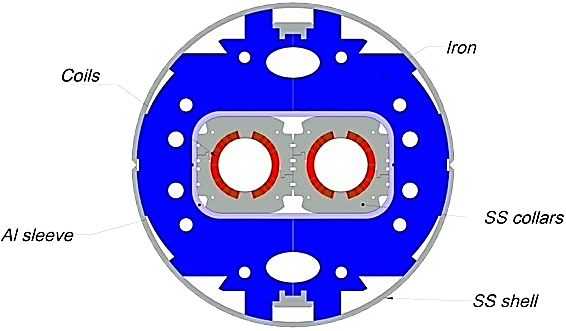 Iron
Coils
Al sleeve
SS collars
SS shell